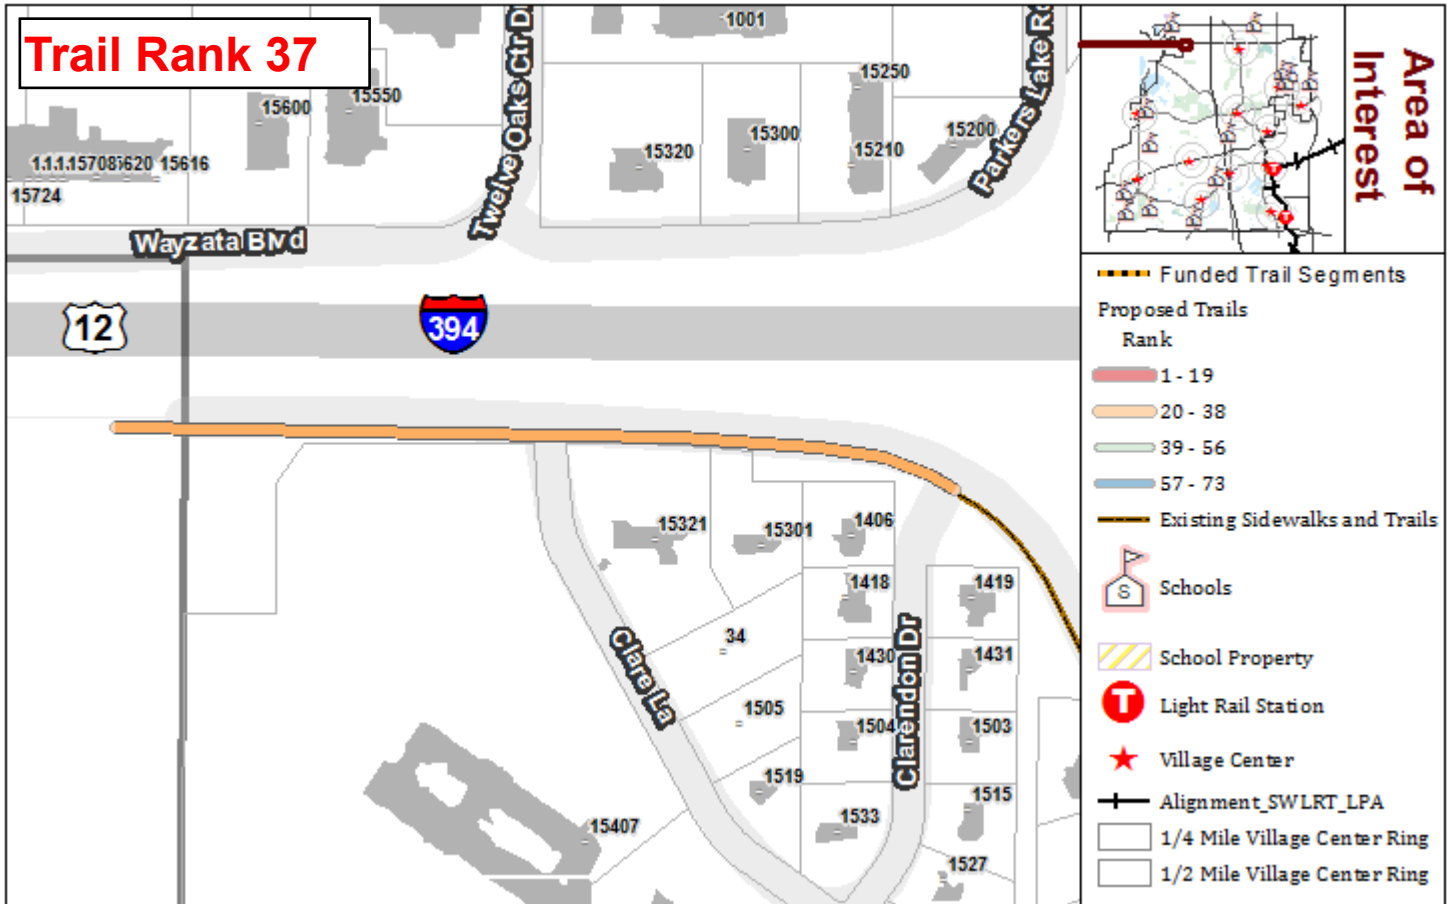 Trail Rank 37
1001
Twelve Oaks Ctr D
Parkers Lake Ro
15600
15550
15250
15300
15200
15320
15210
15616
15724
Wayzata Blvd
12
394
15321
15301
1406
1418
1419
34
1430
1431
Clare La
Clarendon Dr
1505
1504
1503
1519
1515
1533
15407
1527
Area of
Interest
Funded Trail Segments
Proposed Trails
Rank
1 - 19
20 - 38
39 - 56
57 - 73
Existing Sidewalks and Trails
S
Schools
School Property
T
Light Rail Station
Village Center
Alignment_SWLRT_LPA
1/4 Mile Village Center Ring
1/2 Mile Village Center Ring